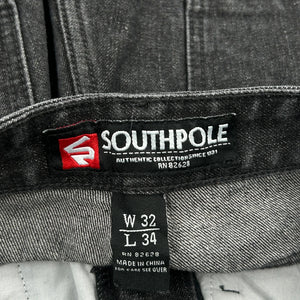 SOUTHPOLE
AUTHENTIC COLLECTION SINCE 1991
RN 82628
W 32
L 34
RN 82628
MADE IN CHINA
FOR CARE SEE OVER